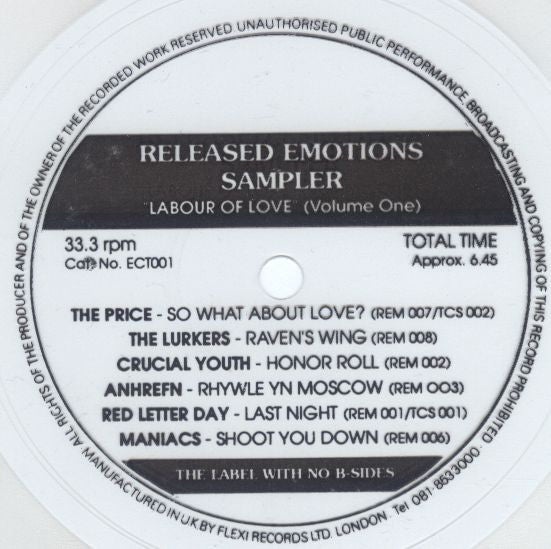 ALL RIGHTS OF THE PRODUCER AND OF THE OWNER OF THE RECORDED WORK RESERVED UNAUTHORISED PUBLIC PERFORMANCE, BROADCASTING AND COPYING OF THIS RECORD PROHIBITED
RELEASED EMOTIONS
SAMPLER
"LABOUR OF LOVE" (Volume One)
33.3 rpm
Cat. No. ECT001
TOTAL TIME
Approx. 6.45
THE PRICE - SO WHAT ABOUT LOVE? (REM 007/TCS 002)
THE LURKERS - RAVEN'S WING (REM 008)
CRUCIAL YOUTH - HONOR ROLL (REM 002)
ANHREFN - RHYWLE YN MOSCOW (REM OO3)
RED LETTER DAY - LAST NIGHT (REM 001/TCS 001)
MANIACS - SHOOT YOU DOWN (REM 006)
THE LABEL WITH NO B-SIDES
MANUFACTURED IN UK BY FLEXI RECORDS LTD. LONDON. Tel 081-8533000